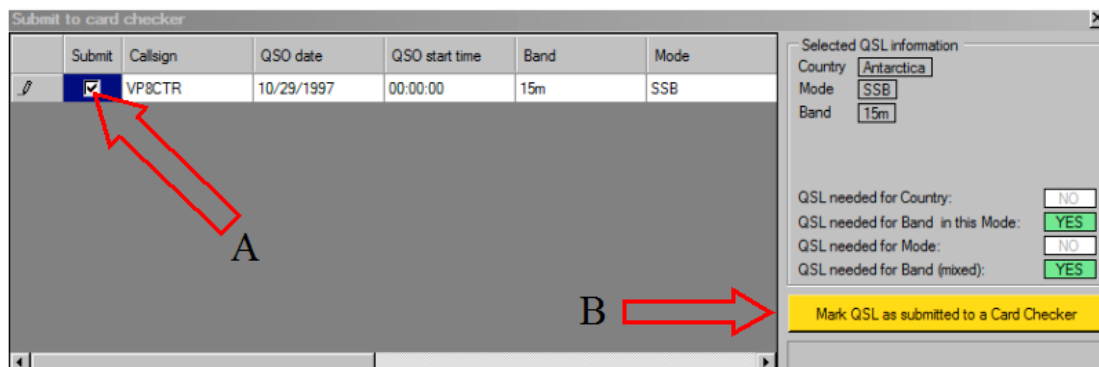 Submit to card checker
Submit Callsign QSO date QSO start time Band Mode
VP8CTR 10/29/1997 00:00:00 15m SSB
A
B
Selected QSL information
Country Antarctica
Mode SSB
Band 15m
QSL needed for Country: NO
QSL needed for Band in this Mode: YES
QSL needed for Mode: NO
QSL needed for Band (mixed): YES
Mark QSL as submitted to a Card Checker